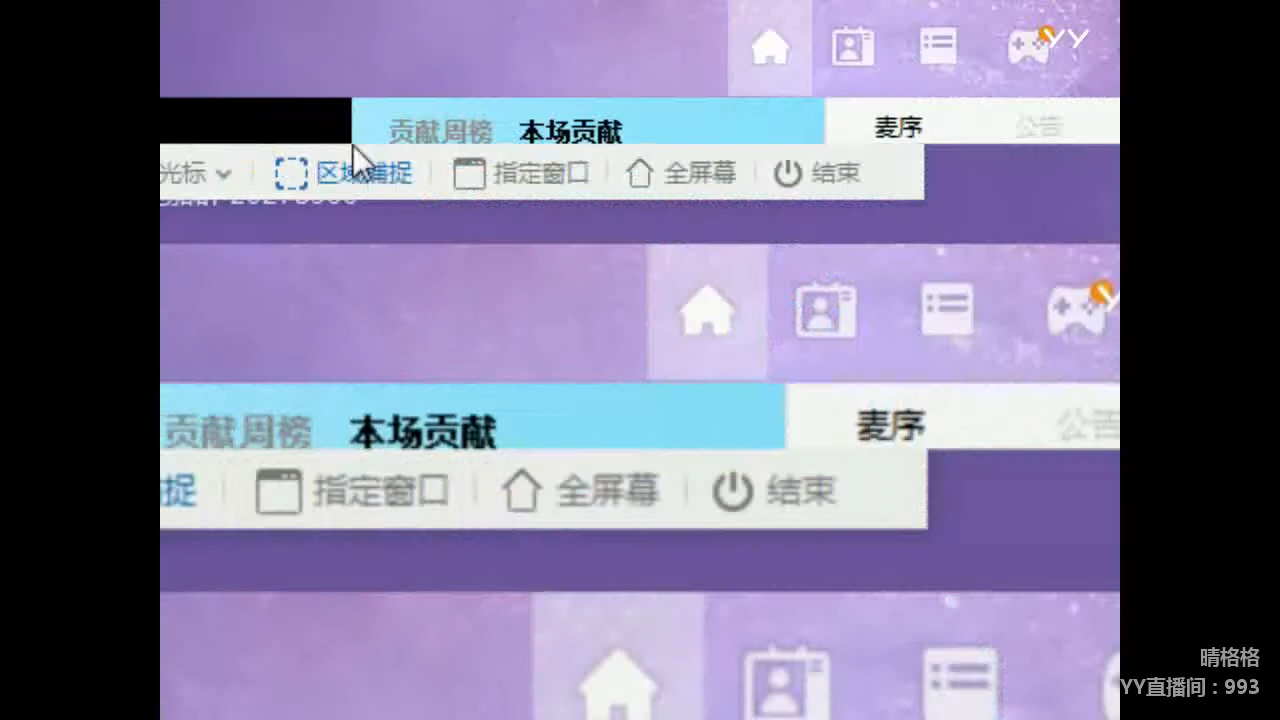 YY
贡献周榜 本场贡献 麦序 公告
光标 区域捕捉 指定窗口 全屏幕 结束
贡献周榜 本场贡献 麦序 公告
捉 指定窗口 全屏幕 结束
晴格格
YY直播间：993